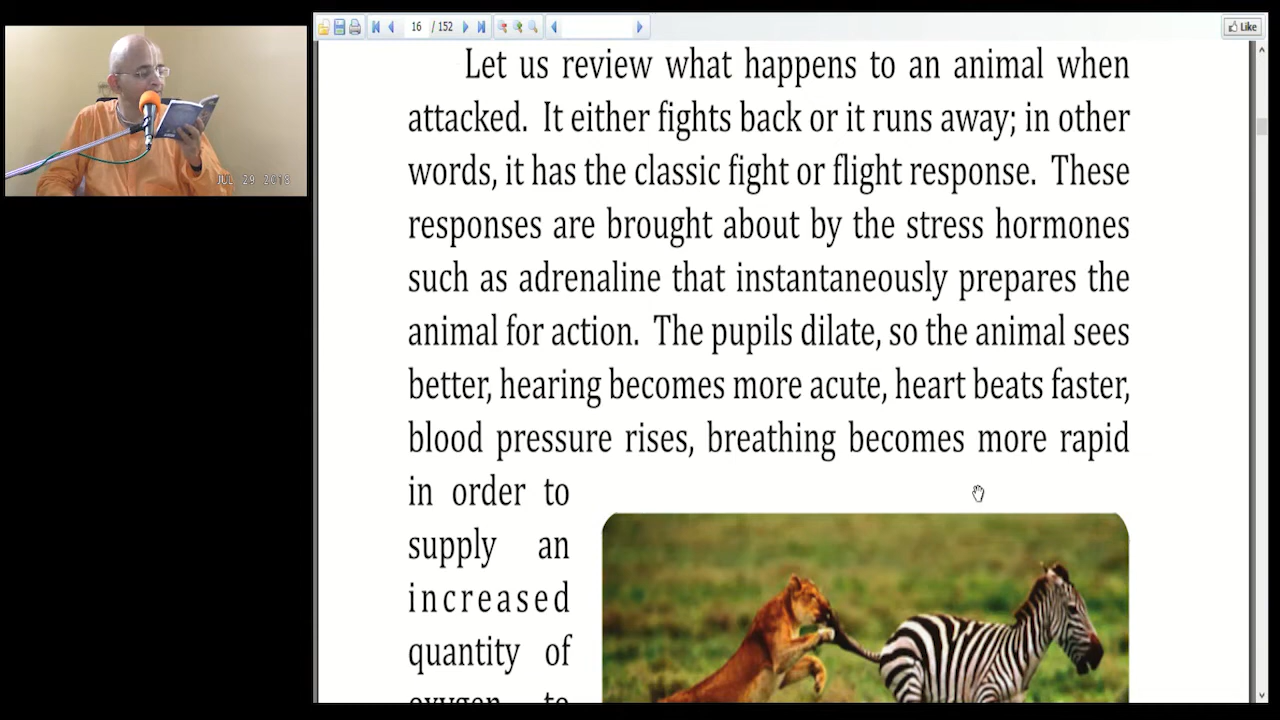 16 / 152
Like
Let us review what happens to an animal when
attacked. It either fights back or it runs away; in other
words, it has the classic fight or flight response. These
responses are brought about by the stress hormones
such as adrenaline that instantaneously prepares the
animal for action. The pupils dilate, so the animal sees
better, hearing becomes more acute, heart beats faster,
blood pressure rises, breathing becomes more rapid
in order to
supply an
increased
quantity of
oxygen to
JUL 29 2018